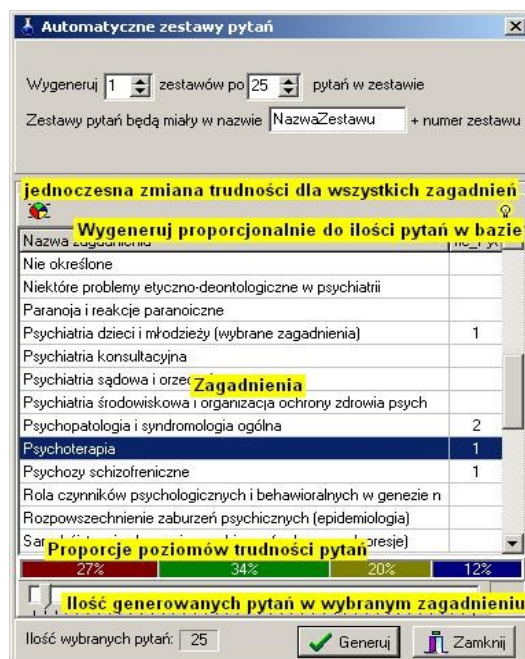 Automatyczne zestawy pytań
Wygeneruj 1 zestawów po 25 pytań w zestawie
Zestawy pytań będą miały w nazwie NazwaZestawu + numer zestawu
jednoczesna zmiana trudności dla wszystkich zagadnień
Wygeneruj proporcjonalnie do ilości pytań w bazie
Nazwa zagadnienia
Nie określone
Niektóre problemy etyczno-deontologiczne w psychiatrii
Paranoja i reakcje paranoiczne
Psychiatria dzieci i młodzieży (wybrane zagadnienia) 1
Psychiatria konsultacyjna
Psychiatria sądowa i
Zagadnienia
Psychiatria środowiskowa i organizacja ochrony zdrowia psych
Psychopatologia i syndromologia ogólna 2
Psychoterapia 1
Psychozy schizofreniczne 1
Rola czynników psychologicznych i behawioralnych w genezie n
Rozpowszechnienie zaburzeń psychicznych (epidemiologia)
Proporcje poziomów trudności pytań
27% 34% 20% 12%
Ilość generowanych pytań w wybranym zagadnieniu
Ilość wybranych pytań: 25 Generuj Zamknij